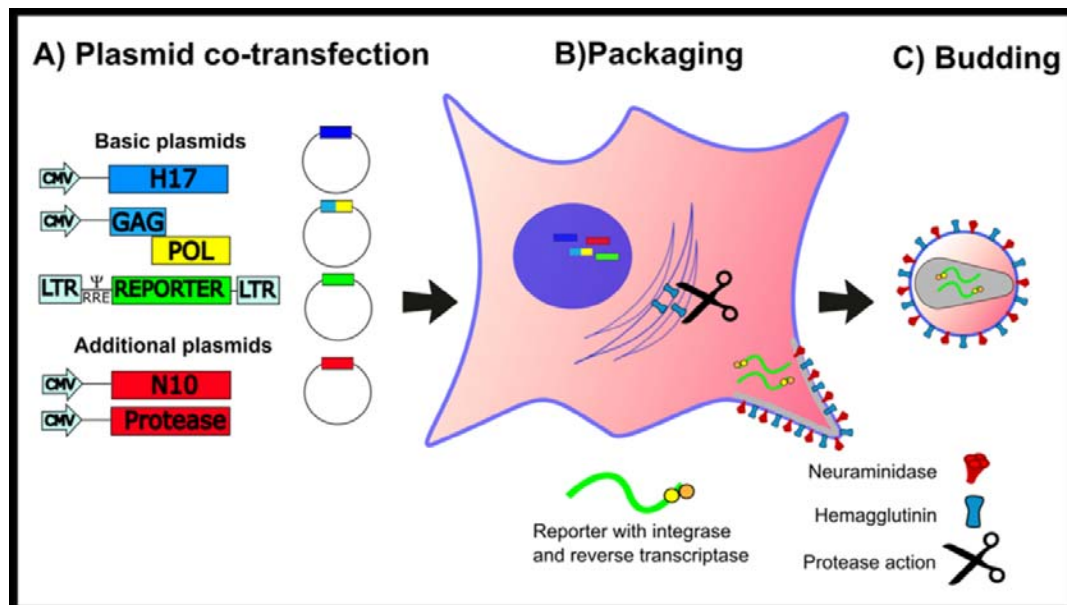 A) Plasmid co-transfection
B)Packaging
C) Budding
Basic plasmids
CMV H17
CMV GAG
POL
LTR Ψ RRE REPORTER LTR
Additional plasmids
CMV N10
CMV Protease
Reporter with integrase
and reverse transcriptase
Neuraminidase
Hemagglutinin
Protease action